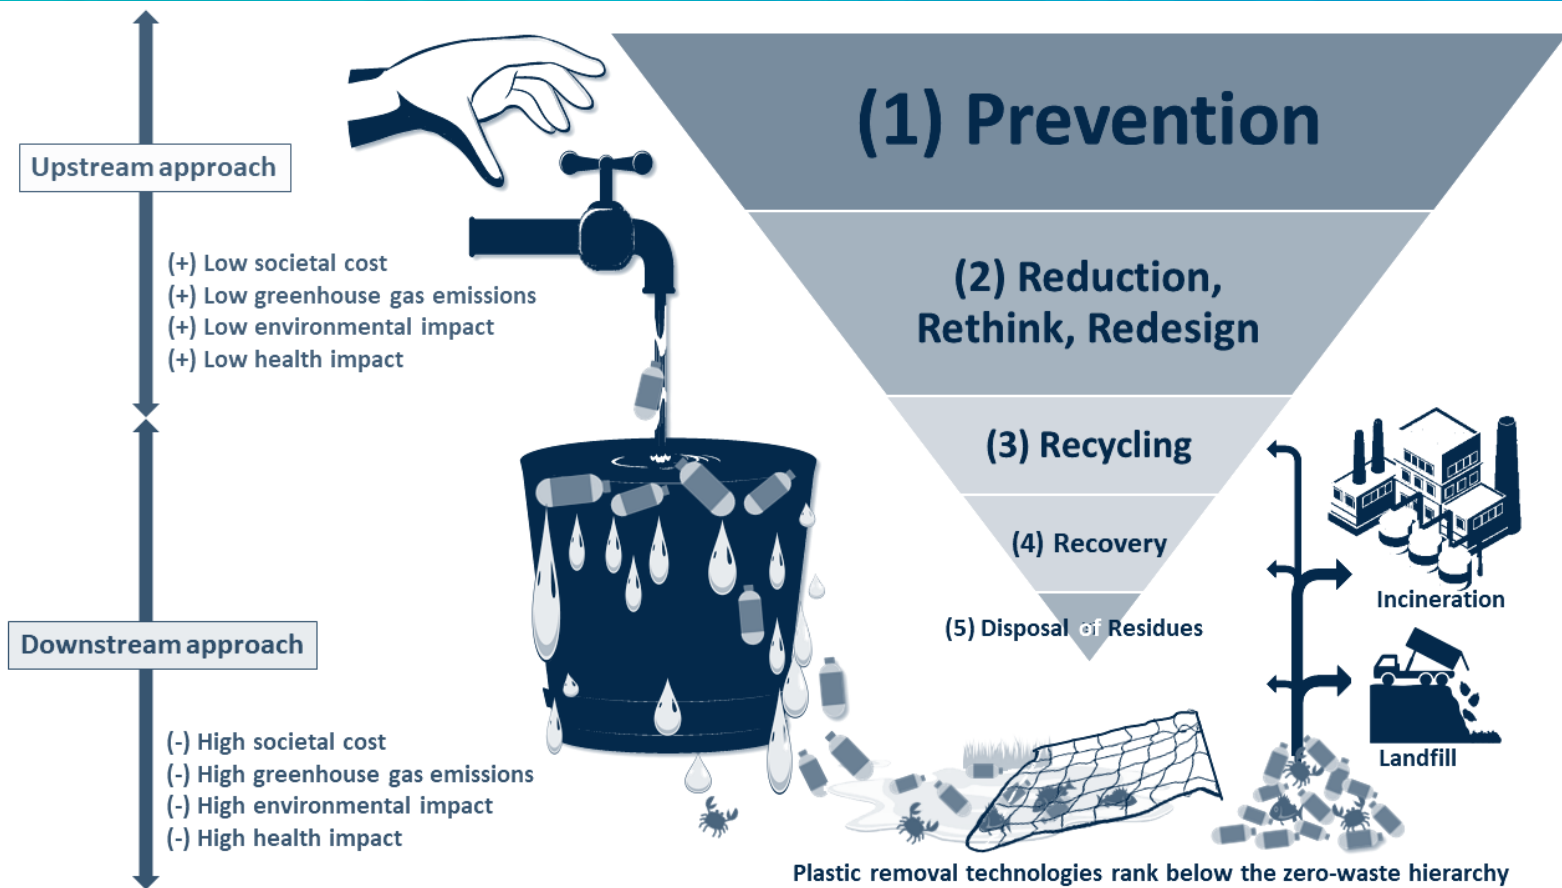 Upstream approach
(+) Low societal cost
(+) Low greenhouse gas emissions
(+) Low environmental impact
(+) Low health impact
Downstream approach
(-) High societal cost
(-) High greenhouse gas emissions
(-) High environmental impact
(-) High health impact
(1) Prevention
(2) Reduction,
Rethink, Redesign
(3) Recycling
(4) Recovery
(5) Disposal of Residues
Incineration
Landfill
Plastic removal technologies rank below the zero-waste hierarchy